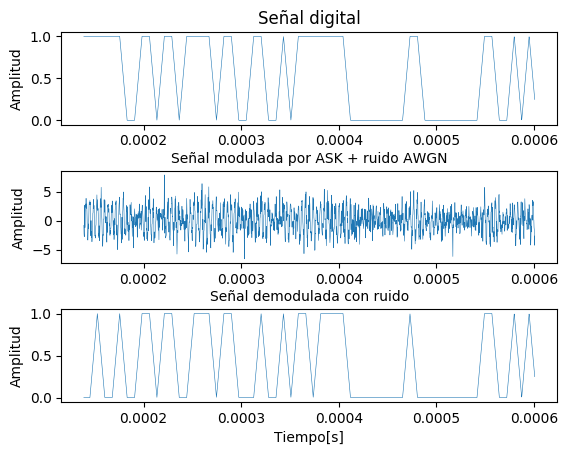 Señal digital
Amplitud
1.0
0.5
0.0
0.0002 0.0003 0.0004 0.0005 0.0006
Señal modulada por ASK + ruido AWGN
Amplitud
5
0
−5
0.0002 0.0003 0.0004 0.0005 0.0006
Señal demodulada con ruido
Amplitud
1.0
0.5
0.0
0.0002 0.0003 0.0004 0.0005 0.0006
Tiempo[s]